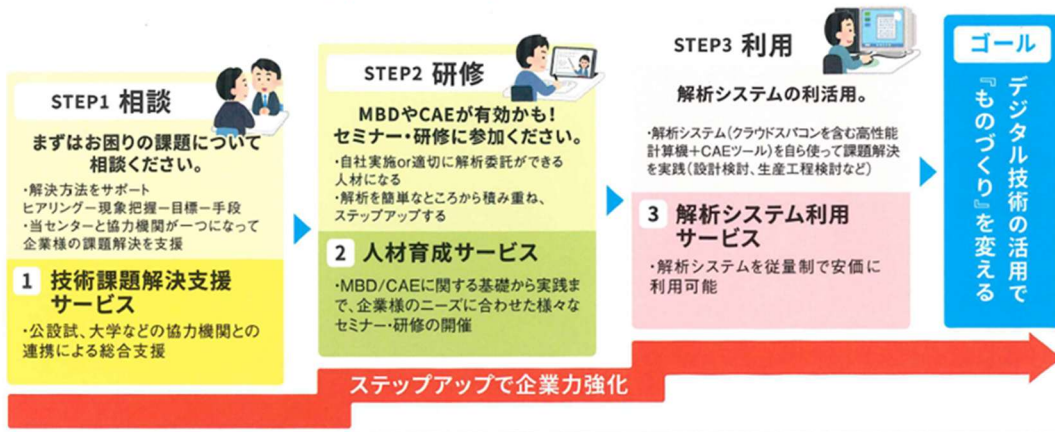 STEP1 相談
まずはお困りの課題について
相談ください。
・解決方法をサポート
ヒアリングー現象把握ー目標ー手段
・当センターと協力機関が一つになって
企業様の課題解決を支援
1 技術課題解決支援
サービス
・公設試、大学などの協力機関との
連携による総合支援
STEP2 研修
MBDやCAEが有効かも!
セミナー・研修に参加ください。
・自社実施or適切に解析委託ができる
人材になる
・解析を簡単なところから積み重ね、
ステップアップする
2 人材育成サービス
・MBD/CAEに関する基礎から実践ま
で、企業様のニーズに合わせた様々な
セミナー・研修の開催
STEP3 利用
解析システムの利活用。
・解析システム(クラウドスパコンを含む高性能
計算機+CAEツール)を自ら使って課題解決
を実践(設計検討、生産工程検討など)
3 解析システム利用
サービス
・解析システムを従量制で安価に
利用可能
ゴール
デジタル技術の活用で
『ものづくり』を変える
ステップアップで企業力強化